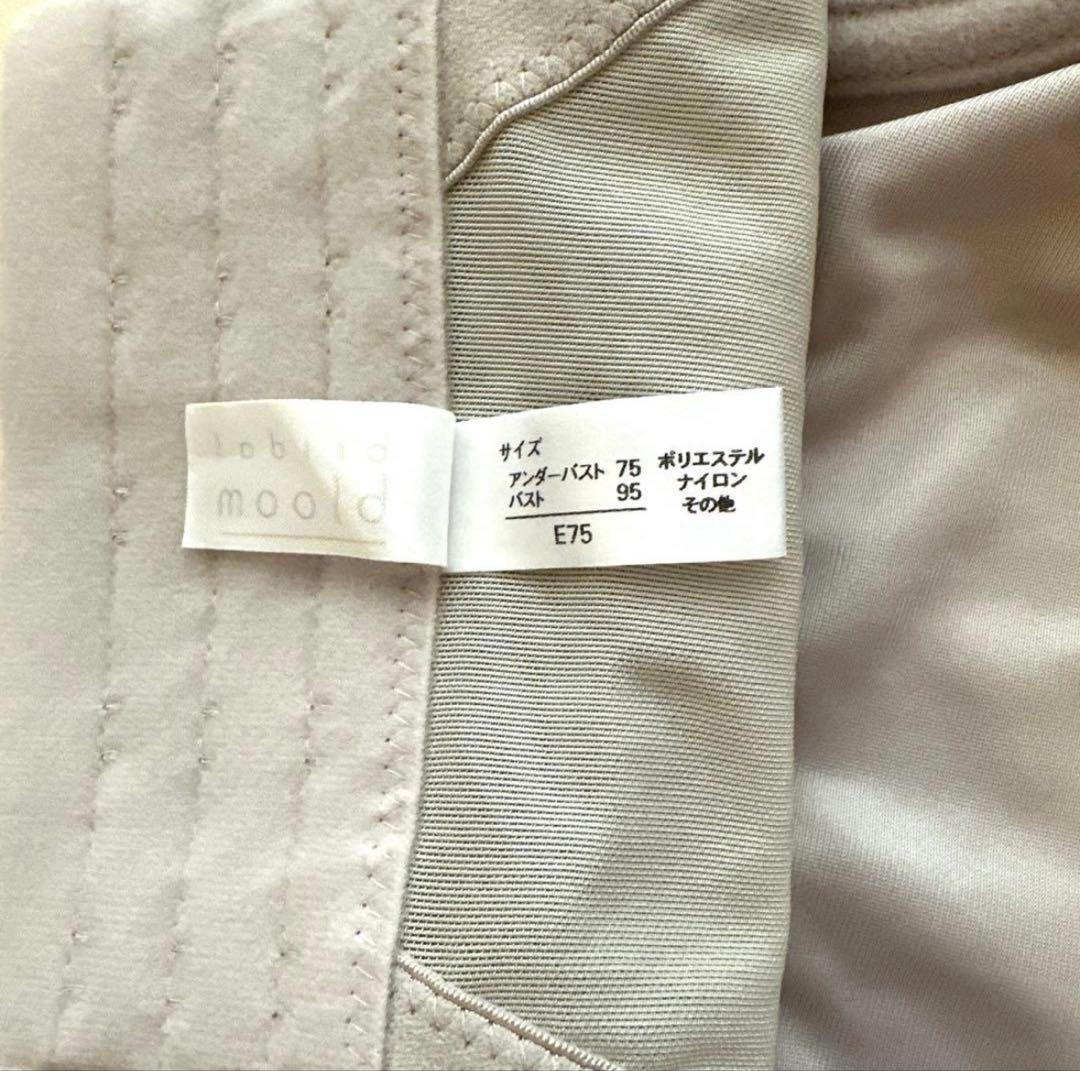 moold
サイズ
アンダーバスト 75
バスト 95
E75
ポリエステル
ナイロン
その他